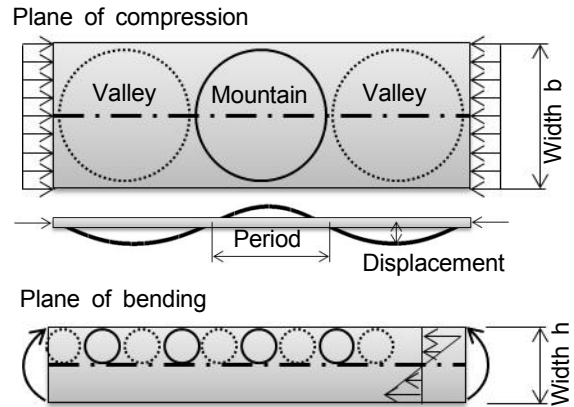 Plane of compression
Valley Mountain Valley
Width b
Period
Displacement
Plane of bending
Width h